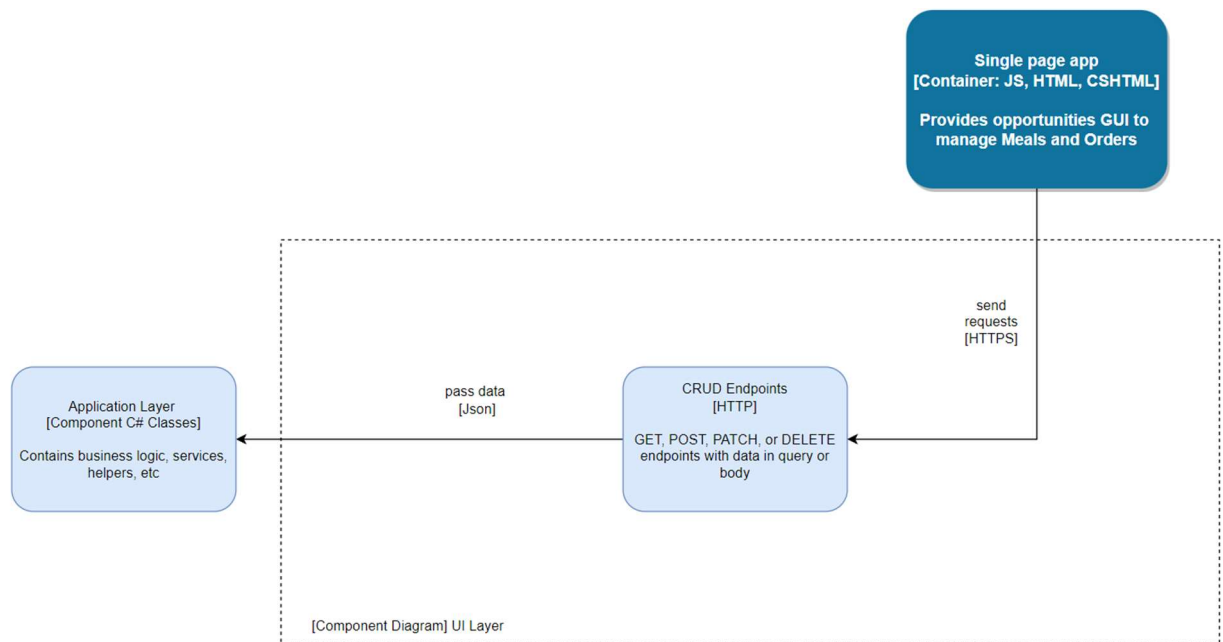 Single page app
[Container: JS, HTML, CSHTML]
Provides opportunities GUI to
manage Meals and Orders
send
requests
[HTTPS]
Application Layer
[Component C# Classes]
Contains business logic, services,
helpers, etc
pass data
[Json]
CRUD Endpoints
[HTTP]
GET, POST, PATCH, or DELETE
endpoints with data in query or
body
[Component Diagram] UI Layer